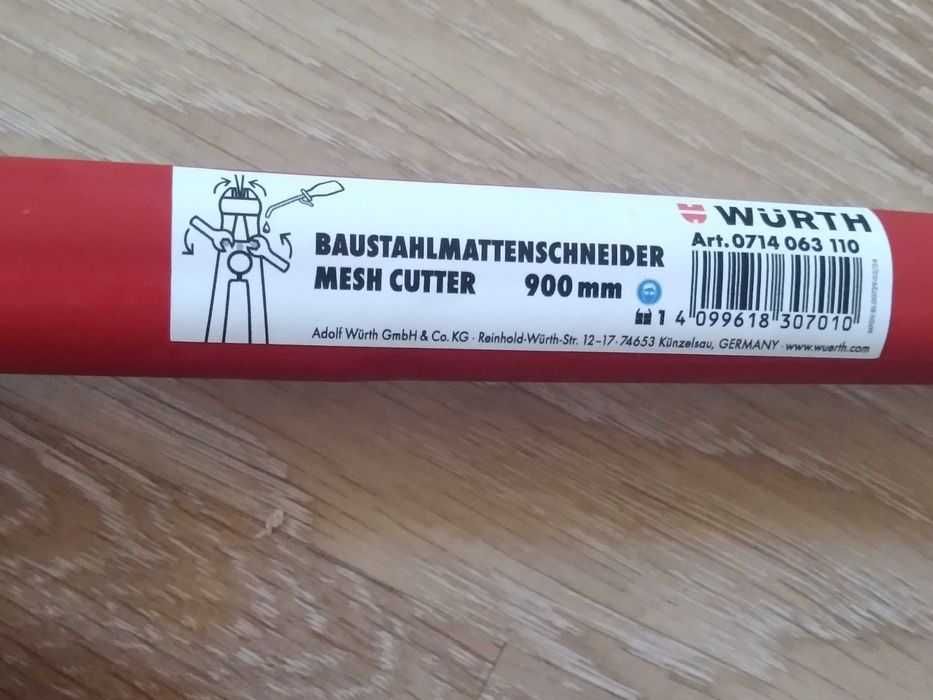 WÜRTH
Art. 0714 063 110
BAUSTAHLMATTENSCHNEIDER
MESH CUTTER 900 mm
1
4 099618 307010
Adolf Würth GmbH & Co. KG · Reinhold-Würth-Str. 12-17 · 74653 Künzelsau, GERMANY · www.wuerth.com